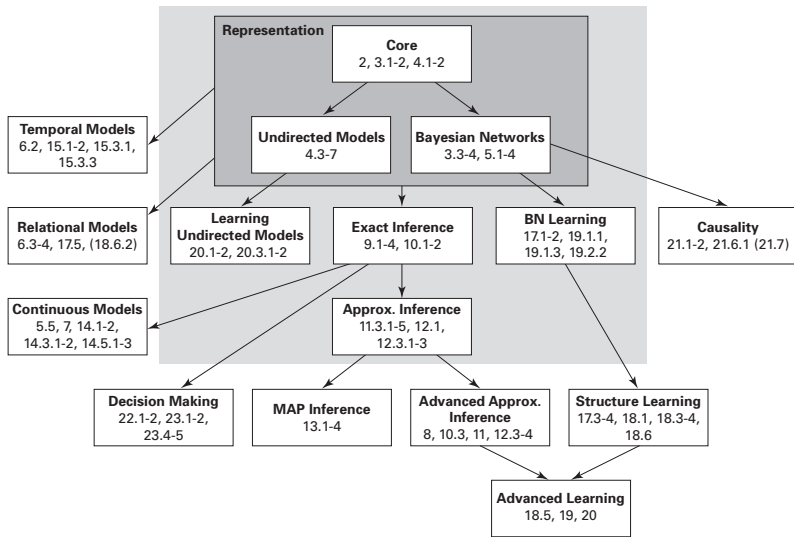 Representation
Core
2, 3.1-2, 4.1-2
Temporal Models
6.2, 15.1-2, 15.3.1,
15.3.3
Undirected Models
4.3-7
Bayesian Networks
3.3-4, 5.1-4
Relational Models
6.3-4, 17.5, (18.6.2)
Learning
Undirected Models
20.1-2, 20.3.1-2
Exact Inference
9.1-4, 10.1-2
BN Learning
17.1-2, 19.1.1,
19.1.3, 19.2.2
Causality
21.1-2, 21.6.1 (21.7)
Continuous Models
5.5, 7, 14.1-2,
14.3.1-2, 14.5.1-3
Approx. Inference
11.3.1-5, 12.1,
12.3.1-3
Decision Making
22.1-2, 23.1-2,
23.4-5
MAP Inference
13.1-4
Advanced Approx.
Inference
8, 10.3, 11, 12.3-4
Structure Learning
17.3-4, 18.1, 18.3-4,
18.6
Advanced Learning
18.5, 19, 20